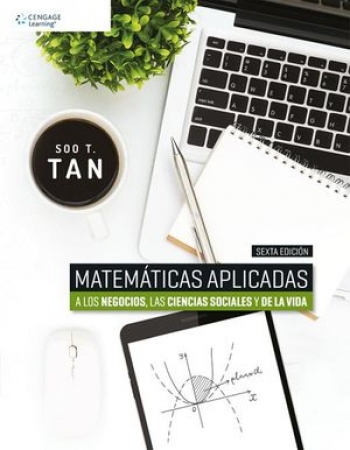 CENGAGE
Learning
SOO T.
TAN
SEXTA EDICIÓN
MATEMÁTICAS APLICADAS
A LOS NEGOCIOS, LAS CIENCIAS SOCIALES Y DE LA VIDA
y
x